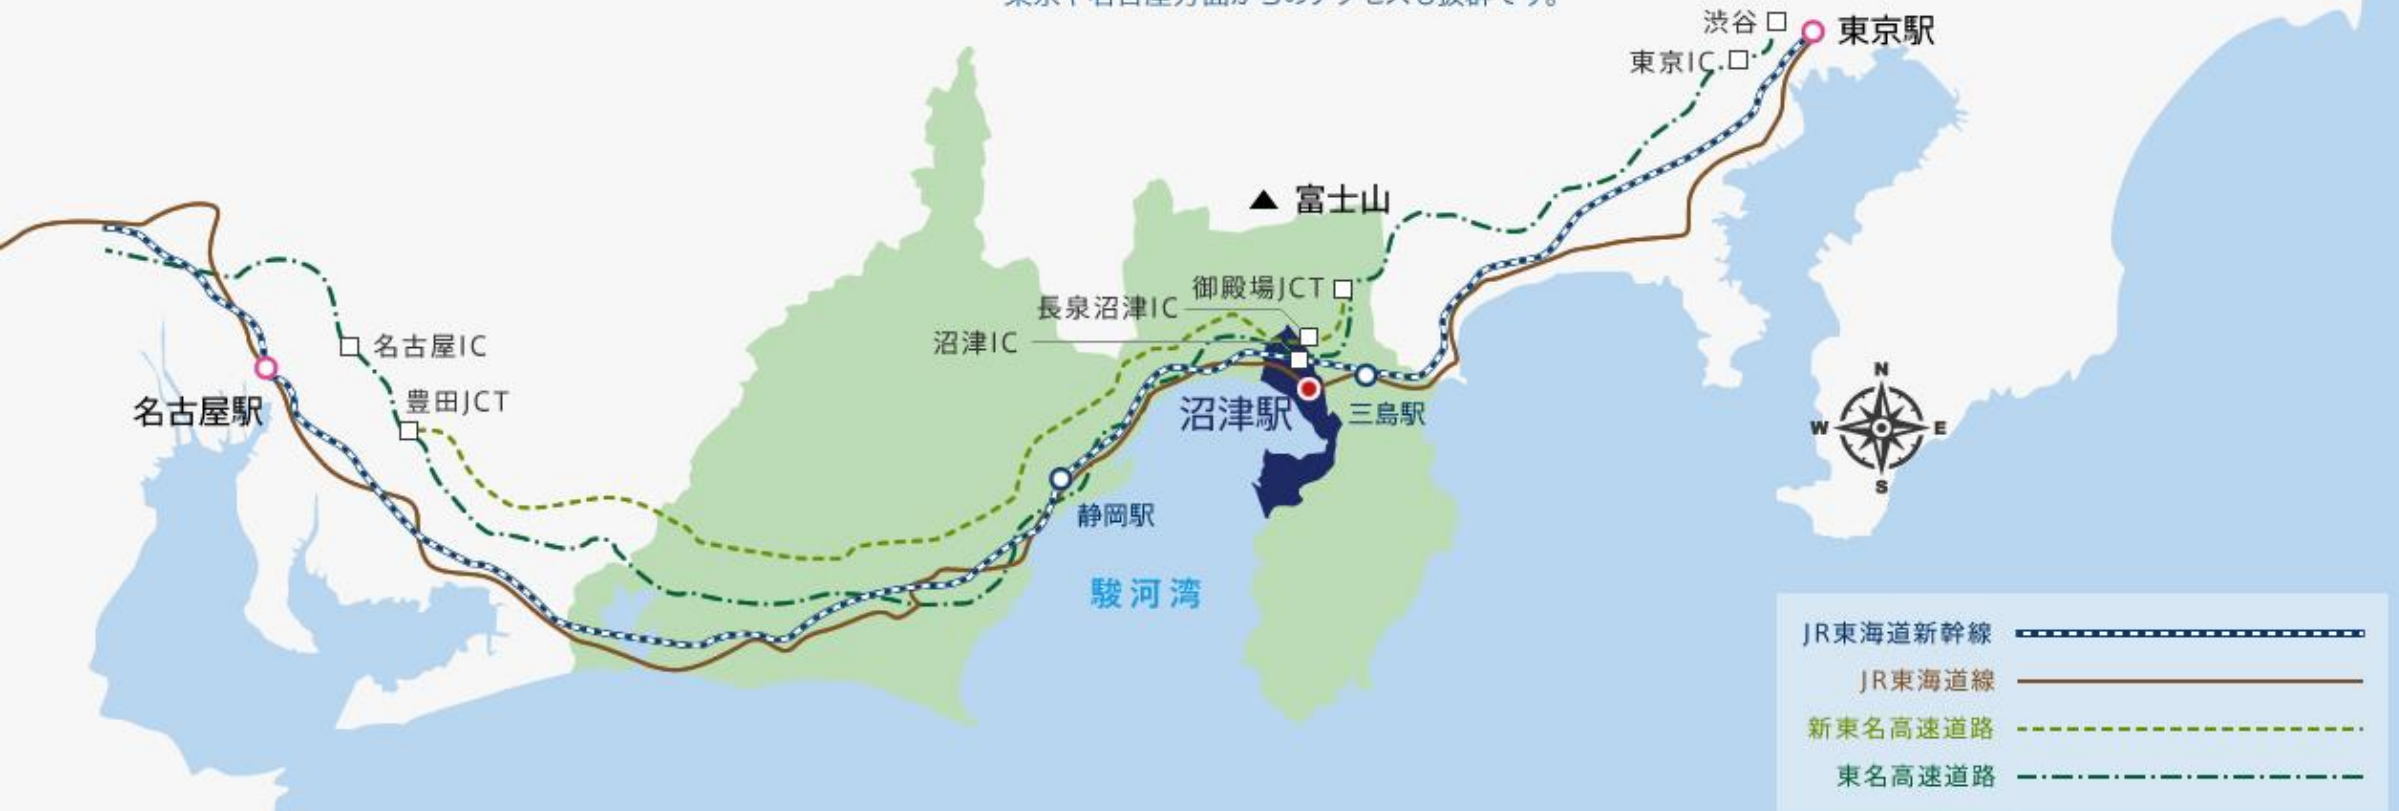 渋谷
東京駅
東京IC
富士山
御殿場JCT
長泉沼津IC
沼津IC
名古屋IC
豊田JCT
名古屋駅
沼津駅
三島駅
静岡駅
駿河湾
N
W
E
S
JR東海道新幹線
JR東海道線
新東名高速道路
東名高速道路